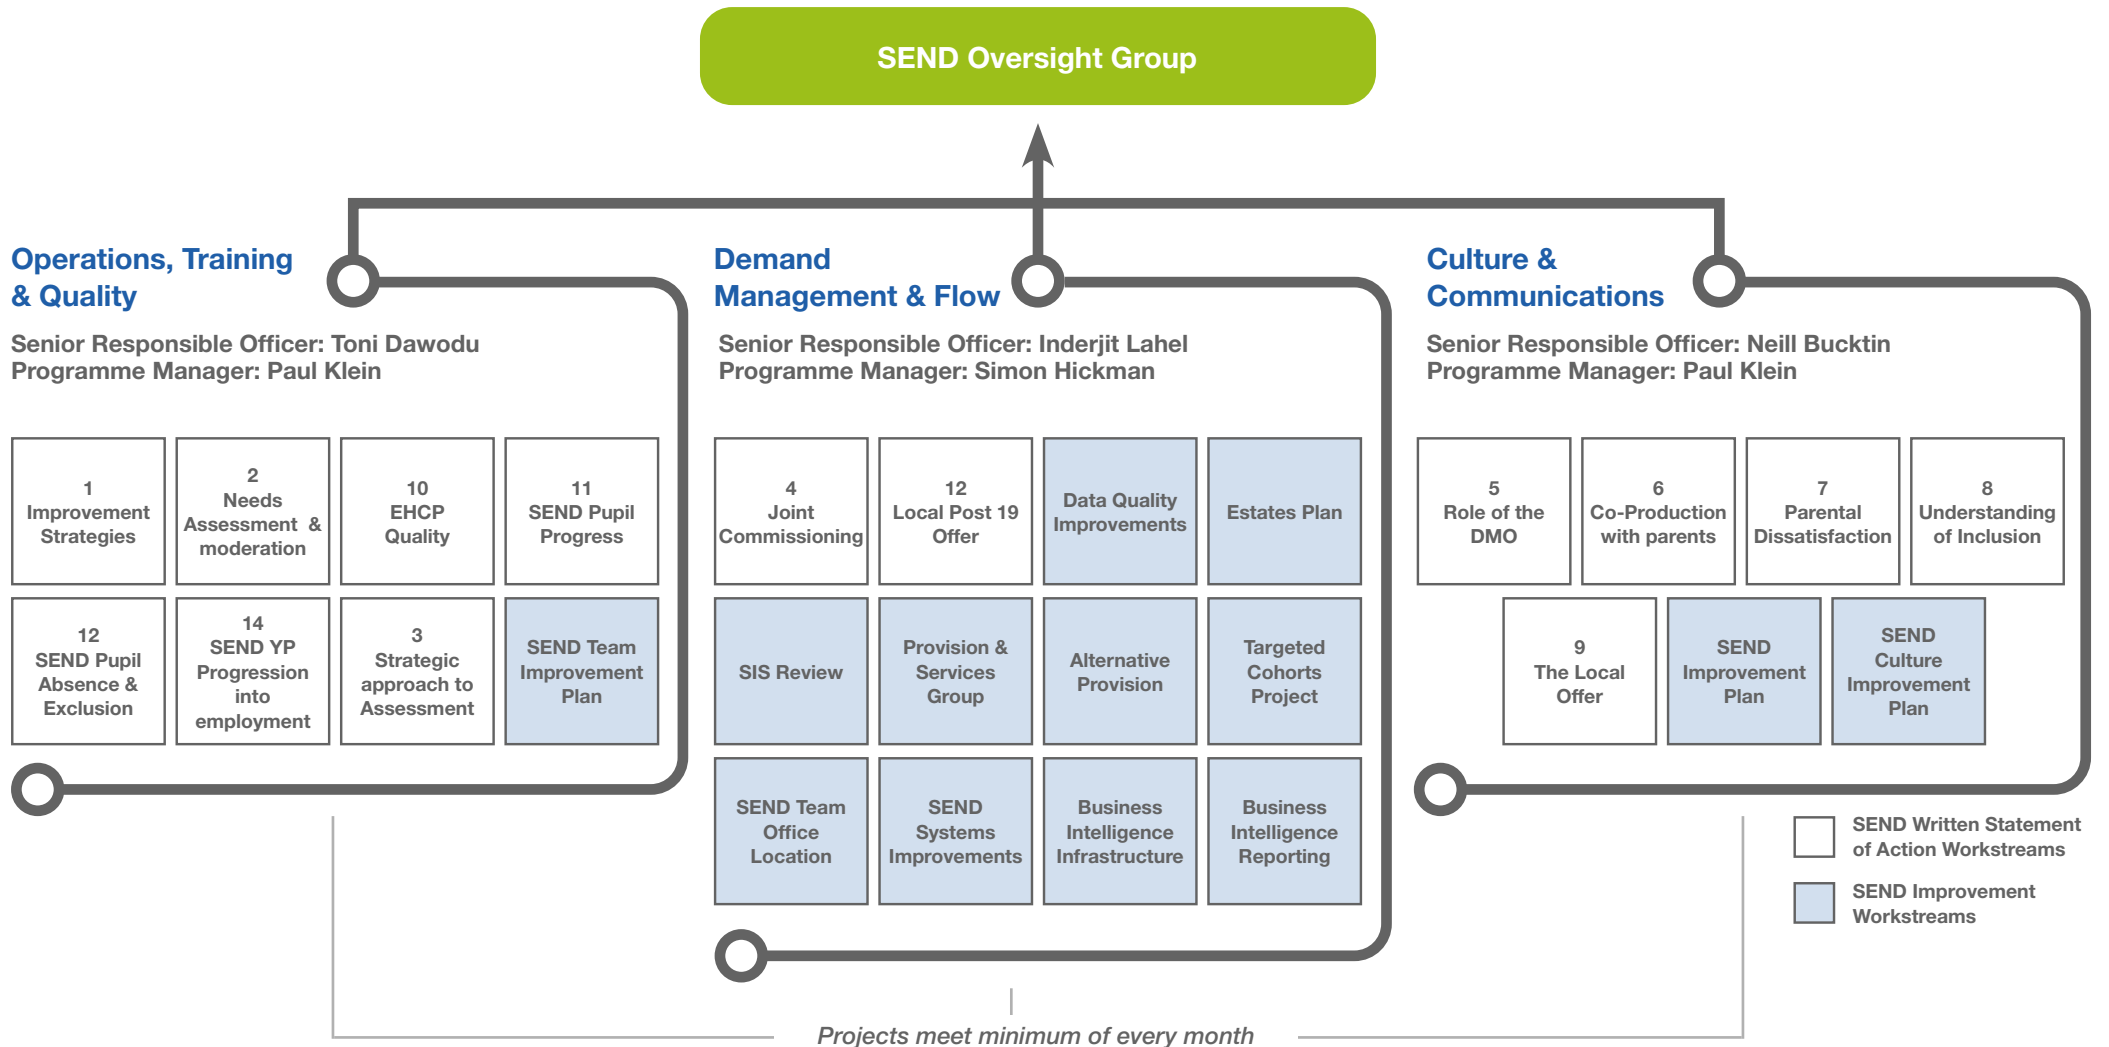 SEND Oversight Group
Operations, Training
& Quality
Senior Responsible Officer: Toni Dawodu
Programme Manager: Paul Klein
1
Improvement
Strategies
2
Needs
Assessment &
moderation
10
EHCP
Quality
11
SEND Pupil
Progress
12
SEND Pupil
Absence &
Exclusion
14
SEND YP
Progression
into
employment
3
Strategic
approach to
Assessment
SEND Team
Improvement
Plan
Demand
Management & Flow
Senior Responsible Officer: Inderjit Lahel
Programme Manager: Simon Hickman
4
Joint
Commissioning
12
Local Post 19
Offer
Data Quality
Improvements
Estates Plan
SIS Review
Provision &
Services
Group
Alternative
Provision
Targeted
Cohorts
Project
SEND Team
Office
Location
SEND
Systems
Improvements
Business
Intelligence
Infrastructure
Business
Intelligence
Reporting
Culture &
Communications
Senior Responsible Officer: Neill Bucktin
Programme Manager: Paul Klein
5
Role of the
DMO
6
Co-Production
with parents
7
Parental
Dissatisfaction
8
Understanding
of Inclusion
9
The Local
Offer
SEND
Improvement
Plan
SEND
Culture
Improvement
Plan
SEND Written Statement
of Action Workstreams
SEND Improvement
Workstreams
Projects meet minimum of every month